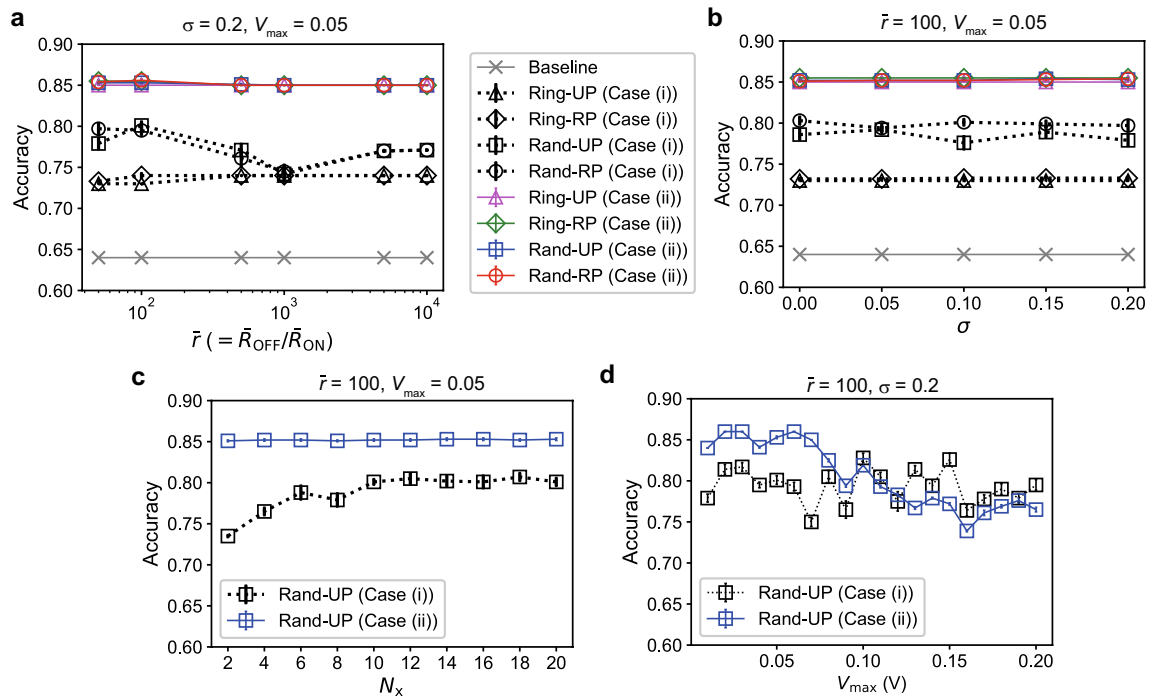 a
σ = 0.2, V_max = 0.05
Accuracy
0.90
0.85
0.80
0.75
0.70
0.65
0.60
10²
10³
10⁴
r̄ ( = R̄_OFF/R̄_ON)
Baseline
Ring-UP (Case (i))
Ring-RP (Case (i))
Rand-UP (Case (i))
Rand-RP (Case (i))
Ring-UP (Case (ii))
Ring-RP (Case (ii))
Rand-UP (Case (ii))
Rand-RP (Case (ii))
b
r̄ = 100, V_max = 0.05
Accuracy
0.90
0.85
0.80
0.75
0.70
0.65
0.60
0.00
0.05
0.10
0.15
0.20
σ
c
r̄ = 100, V_max = 0.05
Accuracy
0.90
0.85
0.80
0.75
0.70
0.65
0.60
Rand-UP (Case (i))
Rand-UP (Case (ii))
2
4
6
8
10
12
14
16
18
20
N_x
d
r̄ = 100, σ = 0.2
Accuracy
0.90
0.85
0.80
0.75
0.70
0.65
0.60
Rand-UP (Case (i))
Rand-UP (Case (ii))
0.05
0.10
0.15
0.20
V_max (V)